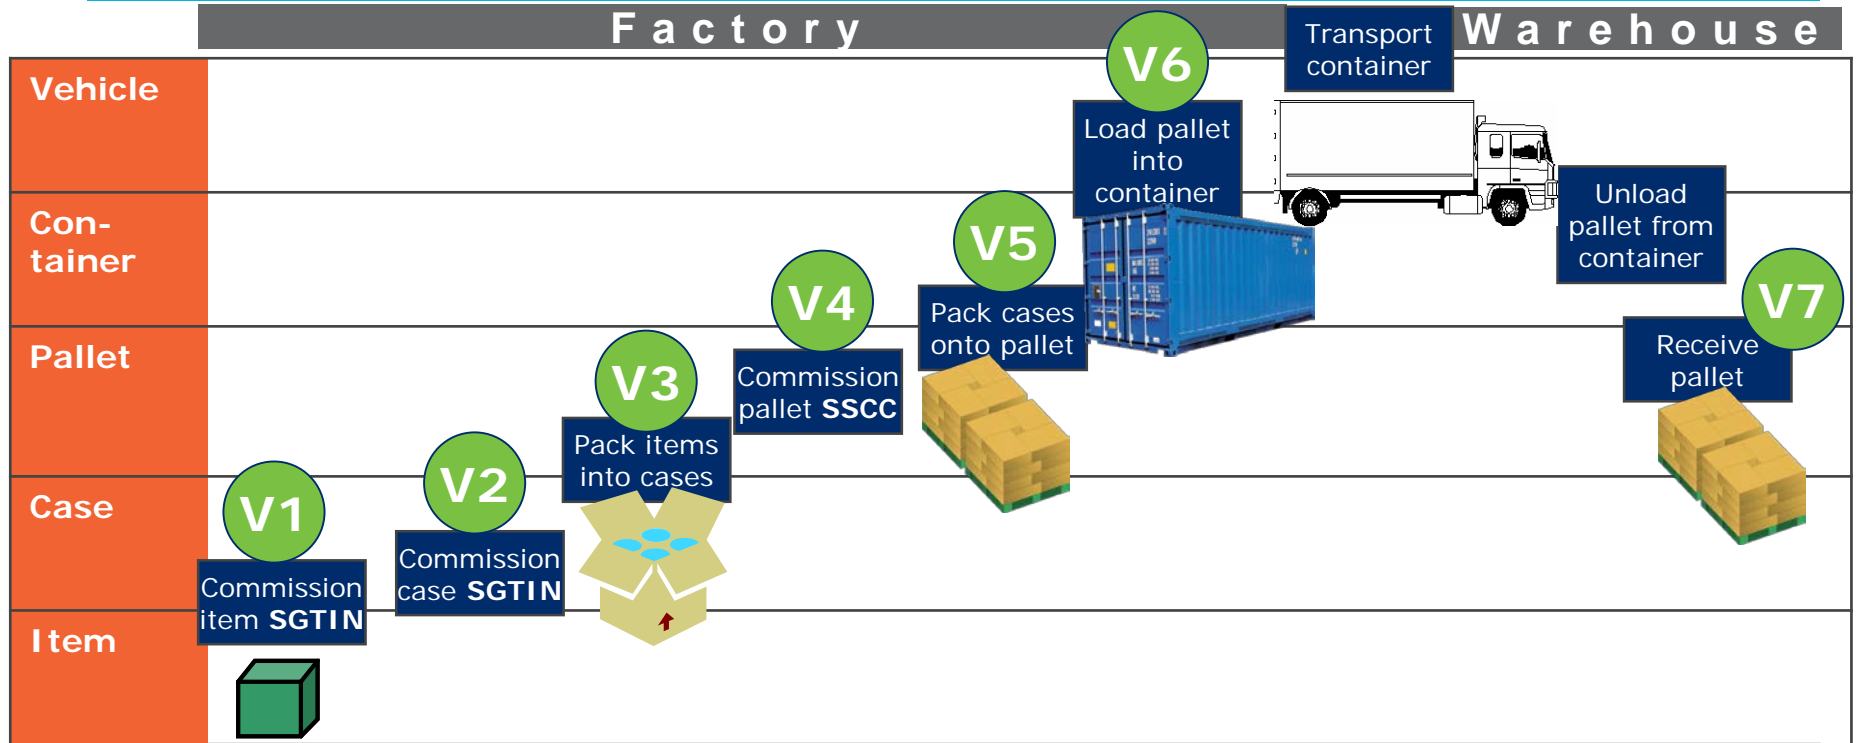 Factory
Warehouse
Transport
container
V6
Load pallet
into
container
Vehicle
Con-
tainer
Unload
pallet from
container
V5
Pack cases
onto pallet
V4
Commission
pallet SSCC
V7
Receive
pallet
Pallet
V3
Pack items
into cases
V2
Commission
case SGTIN
Case
V1
Commission
item SGTIN
Item